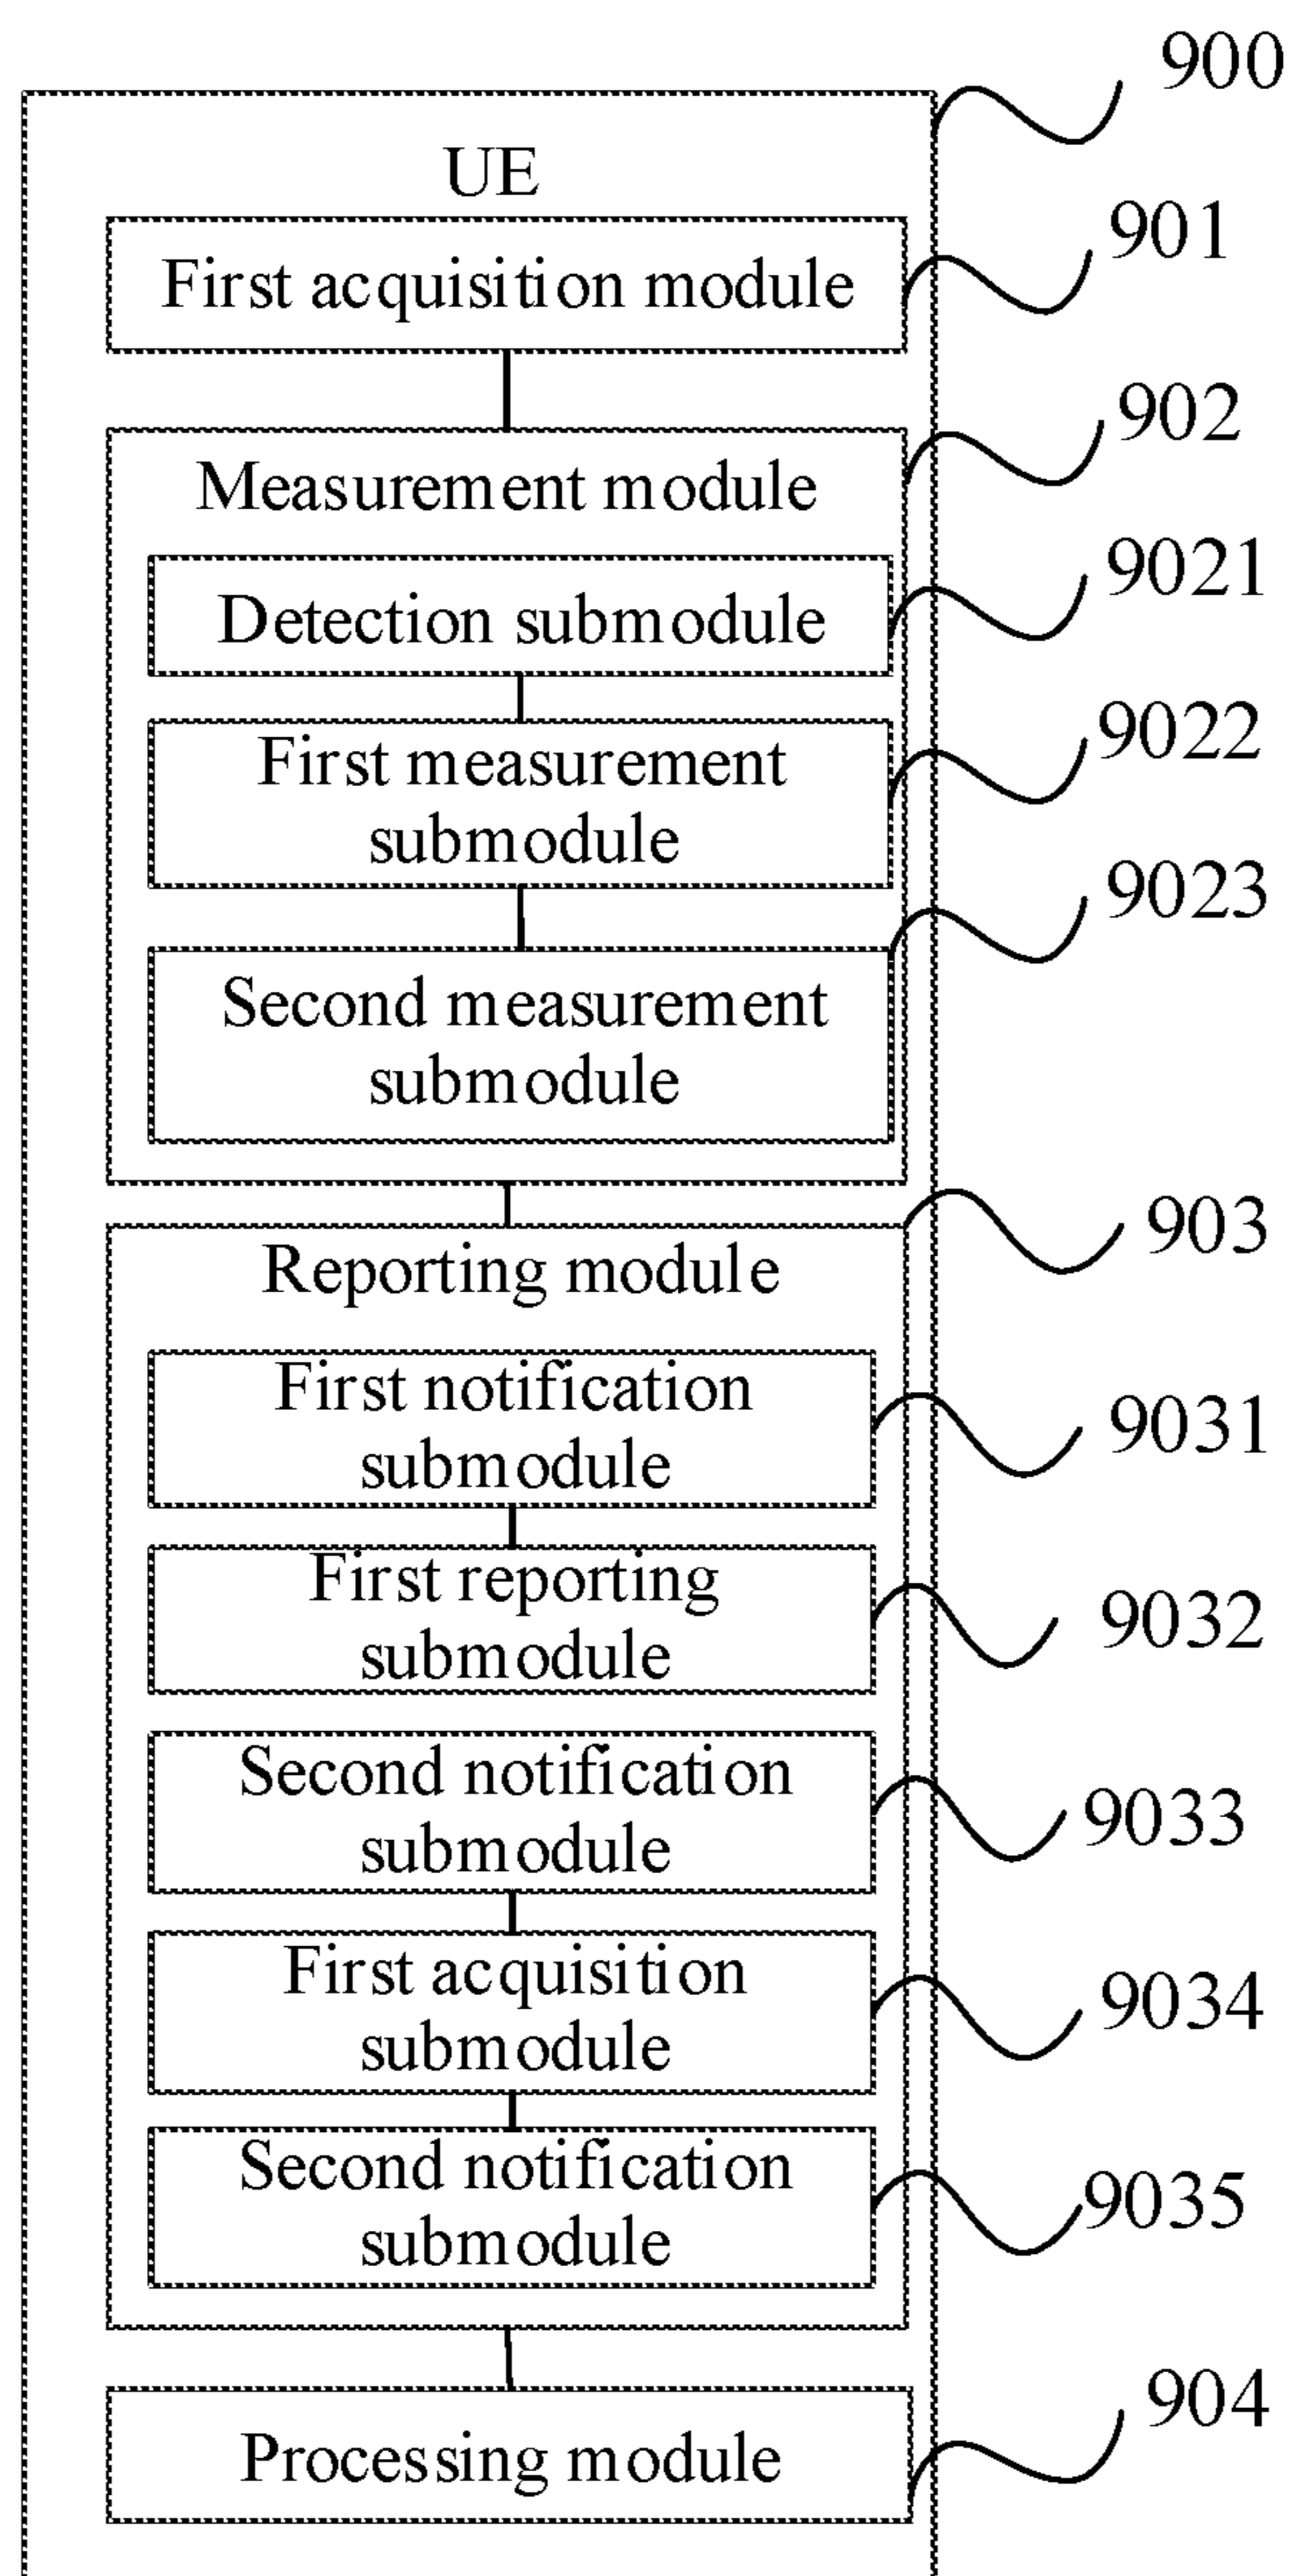 900
UE
901
First acquisition module
902
Measurement module
9021
Detection submodule
9022
First measurement
submodule
9023
Second measurement
submodule
903
Reporting module
First notification
9031
submodule
First reporting
9032
submodule
Second notification
9033
submodule
First acquisition
9034
submodule
Second notification
9035
submodule
904
Processing module